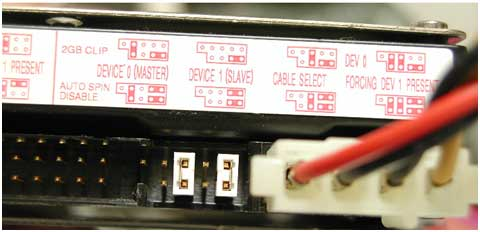 2GB CLIP
DEVICE 0 (MASTER)
DEVICE 1 (SLAVE)
CABLE SELECT
DEV 0
FORCING DEV 1 PRESENT
1 PRESENT
AUTO SPIN
DISABLE